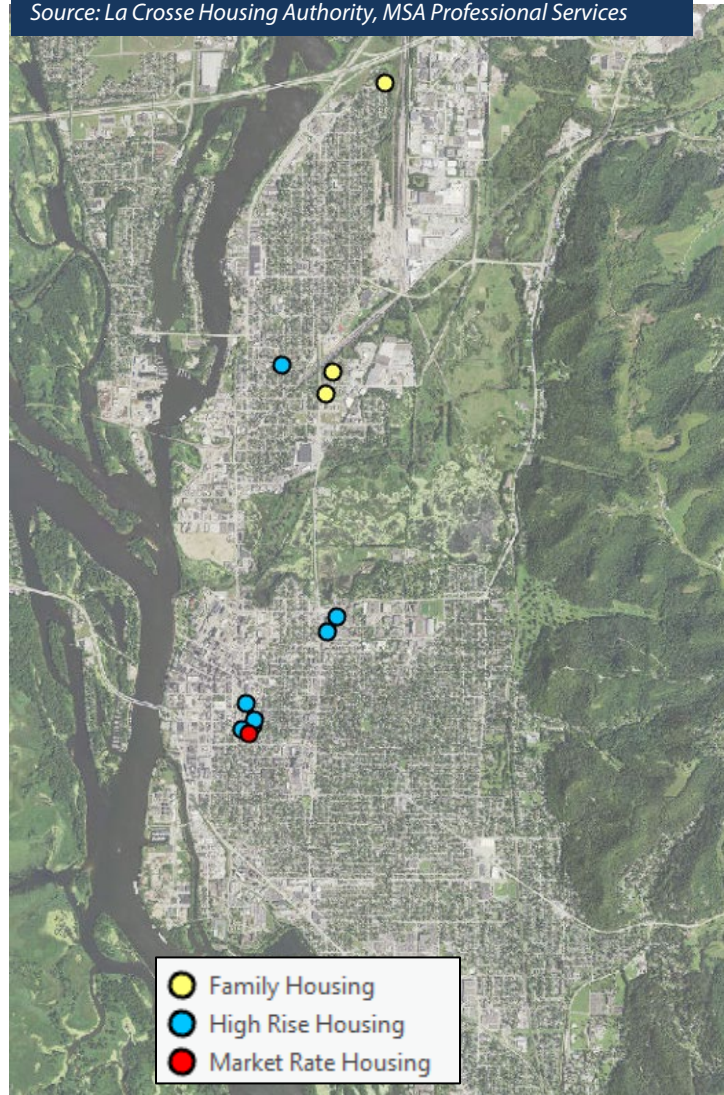 Source: La Crosse Housing Authority, MSA Professional Services
Family Housing
High Rise Housing
Market Rate Housing